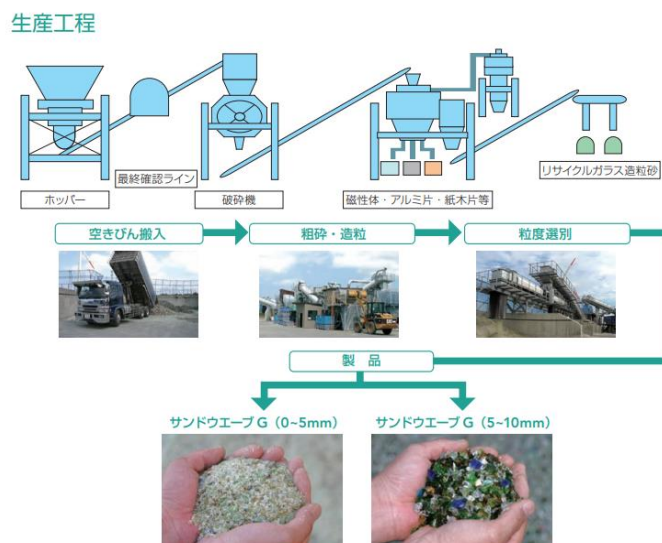 生産工程
ホッパー
最終確認ライン
破砕機
磁性体・アルミ片・紙木片等
リサイクルガラス造粒砂
空きびん搬入
粗砕・造粒
粒度選別
製 品
サンドウエーブ G（0~5mm）
サンドウエーブ G（5~10mm）